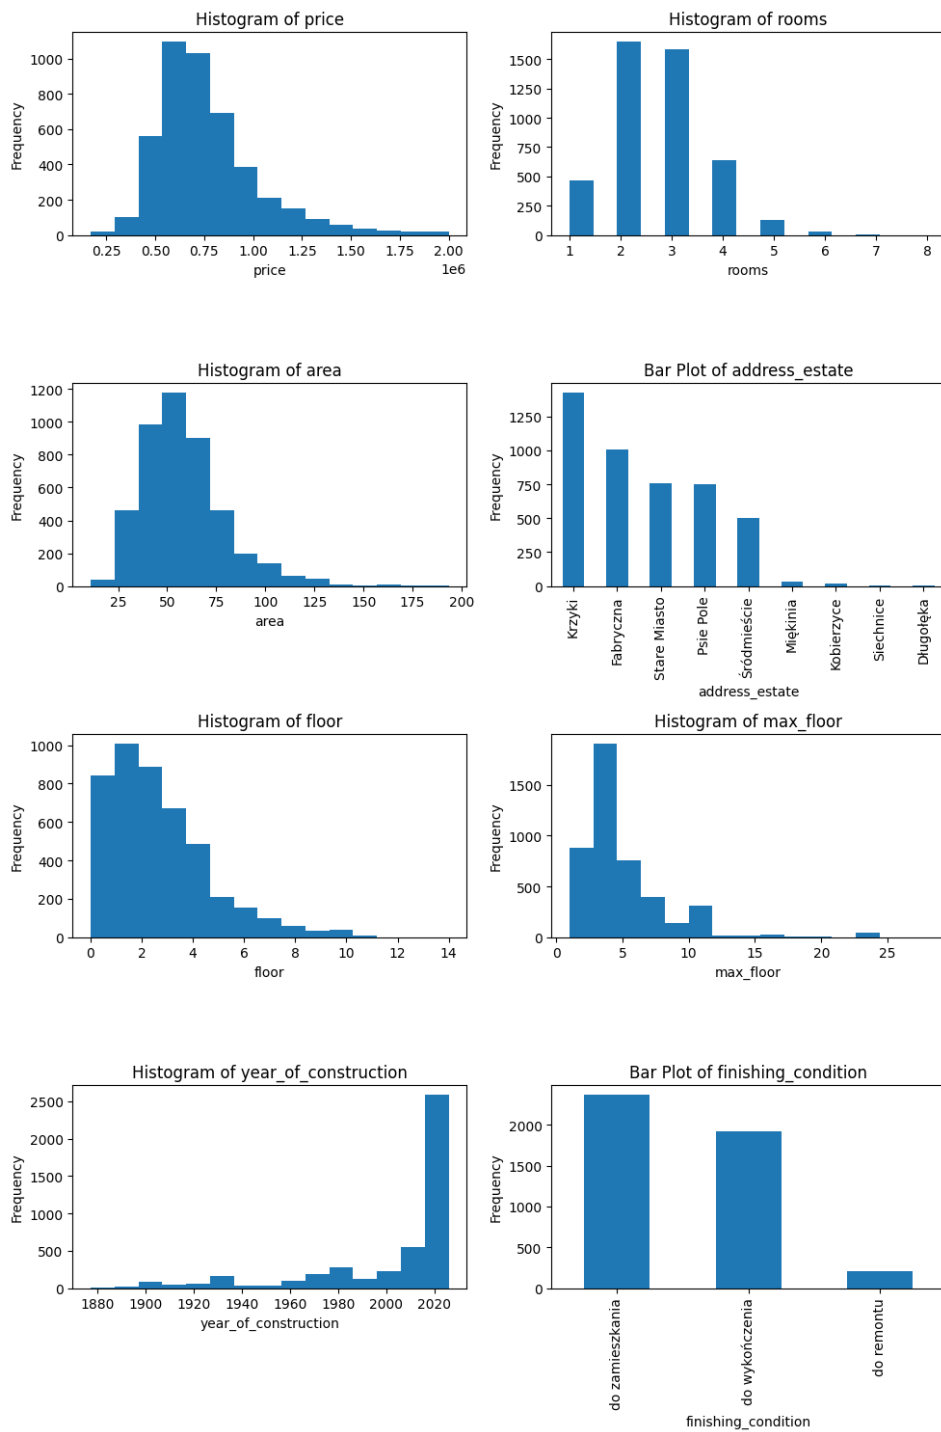 Histogram of price
Frequency
1000
800
600
400
200
0
0.25 0.50 0.75 1.00 1.25 1.50 1.75 2.00
1e6
price
Histogram of rooms
Frequency
1500
1250
1000
750
500
250
0
1 2 3 4 5 6 7 8
rooms
Histogram of area
Frequency
1200
1000
800
600
400
200
0
25 50 75 100 125 150 175 200
area
Bar Plot of address_estate
Frequency
1250
1000
750
500
250
0
Krzyki
Fabryczna
Stare Miasto
Psie Pole
Śródmieście
Miękinia
Kobierzyce
Siechnice
Długołęka
address_estate
Histogram of floor
Frequency
1000
800
600
400
200
0
0 2 4 6 8 10 12 14
floor
Histogram of max_floor
Frequency
1500
1000
500
0
0 5 10 15 20 25
max_floor
Histogram of year_of_construction
Frequency
2500
2000
1500
1000
500
0
1880 1900 1920 1940 1960 1980 2000 2020
year_of_construction
Bar Plot of finishing_condition
Frequency
2000
1500
1000
500
0
do zamieszkania
do wykończenia
do remontu
finishing_condition